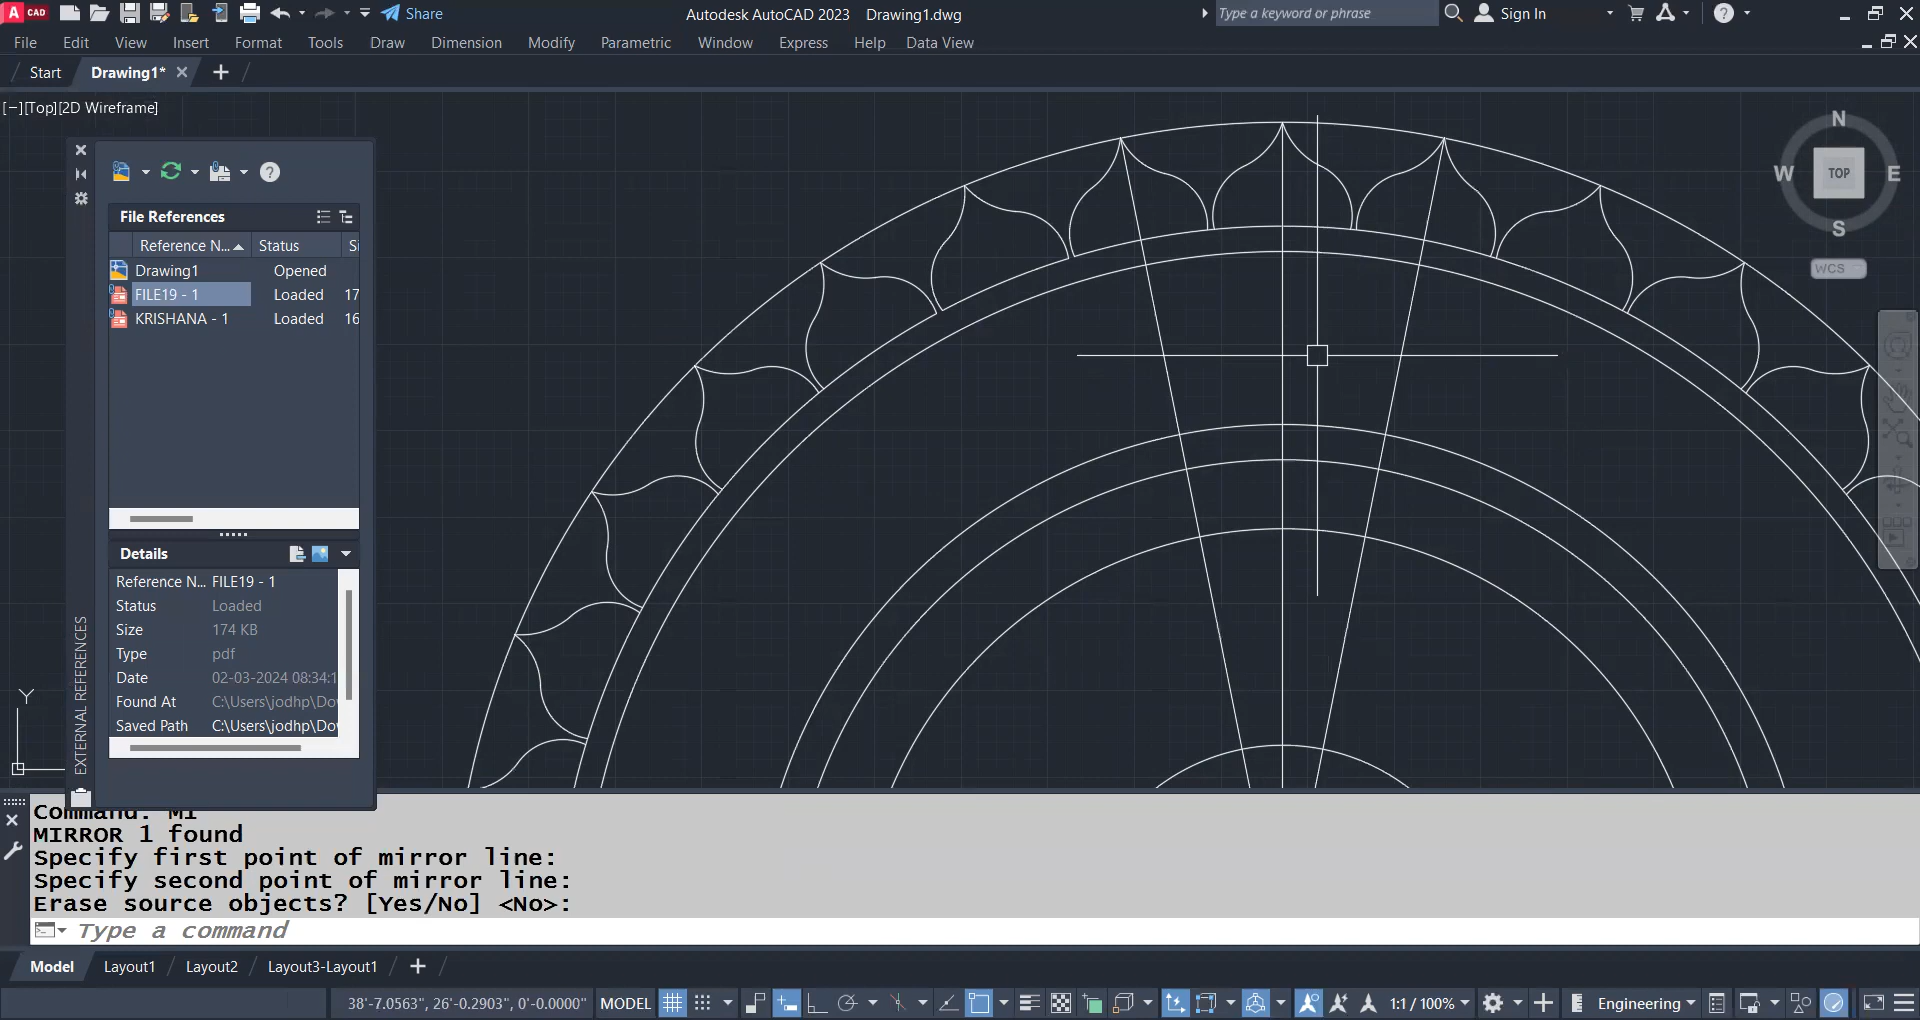 A CAD
Share
Autodesk AutoCAD 2023 Drawing1.dwg
Type a keyword or phrase
Sign In
File Edit View Insert Format Tools Draw Dimension Modify Parametric Window Express Help Data View
Start Drawing1*
[−][Top][2D Wireframe]
N
W TOP E
S
WCS
File References
Reference N... Status Si
Drawing1 Opened
FILE19 - 1 Loaded 17
KRISHANA - 1 Loaded 16
Details
Reference N... FILE19 - 1
Status Loaded
Size 174 KB
Type pdf
Date 02-03-2024 08:34:1
Found At C:\Users\jodhp\Do
Saved Path C:\Users\jodhp\Do
EXTERNAL REFERENCES
Y
Command: MI
MIRROR 1 found
Specify first point of mirror line:
Specify second point of mirror line:
Erase source objects? [Yes/No] <No>:
Type a command
Model Layout1 Layout2 Layout3-Layout1
38'-7.0563", 26'-0.2903", 0'-0.0000" MODEL 1:1 / 100% Engineering